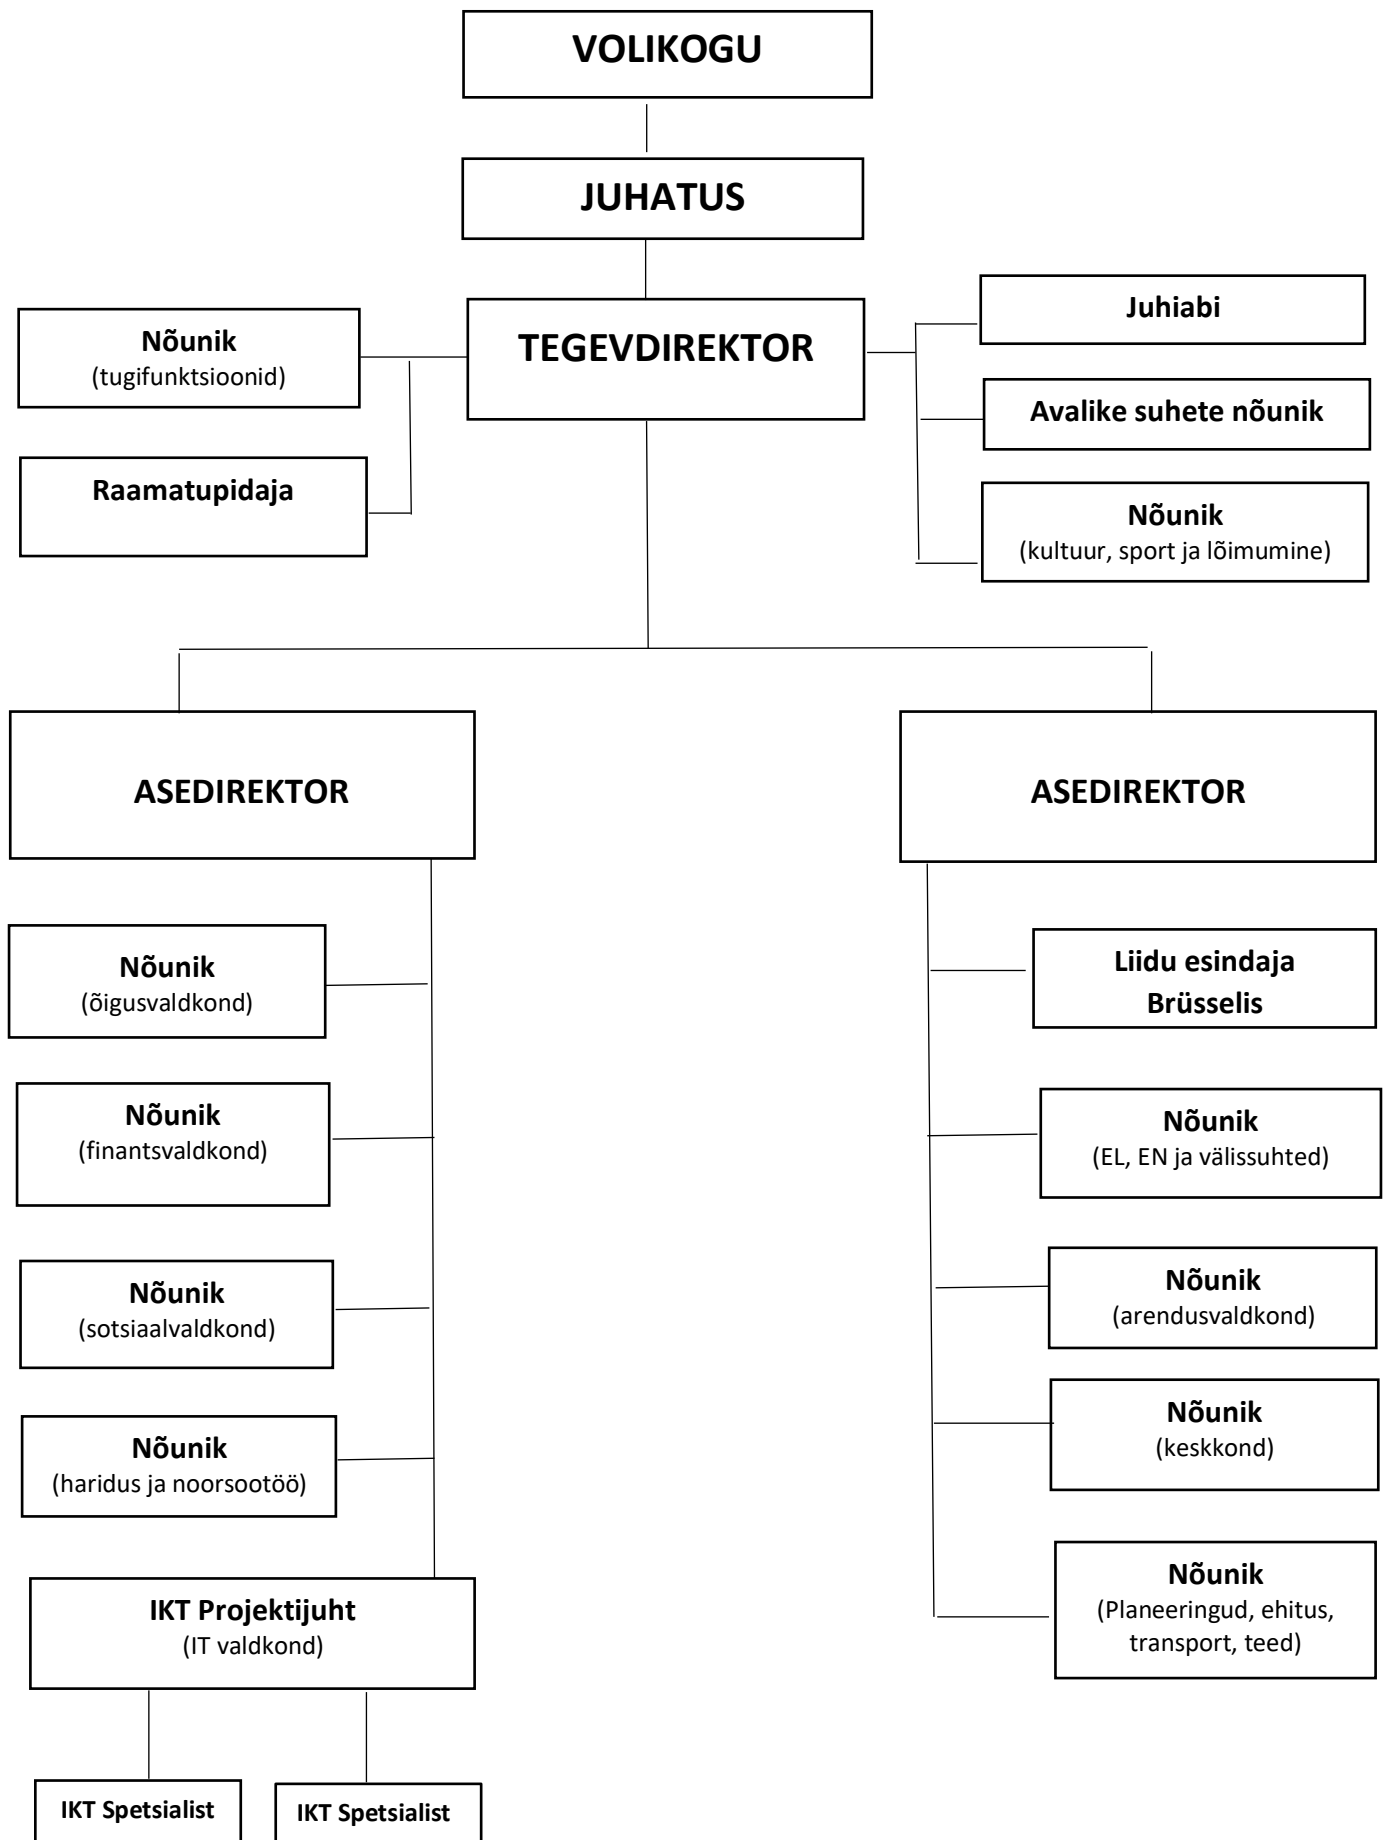 VOLIKOGU
JUHATUS
TEGEVDIREKTOR
Nõunik
(tugifunktsioonid)
Raamatupidaja
Juhiabi
Avalike suhete nõunik
Nõunik
(kultuur, sport ja lõimumine)
ASEDIREKTOR
Nõunik
(õigusvaldkond)
Nõunik
(finantsvaldkond)
Nõunik
(sotsiaalvaldkond)
Nõunik
(haridus ja noorsootöö)
IKT Projektijuht
(IT valdkond)
IKT Spetsialist
IKT Spetsialist
ASEDIREKTOR
Liidu esindaja
Brüsselis
Nõunik
(EL, EN ja välissuhted)
Nõunik
(arendusvaldkond)
Nõunik
(keskkond)
Nõunik
(Planeeringud, ehitus,
transport, teed)